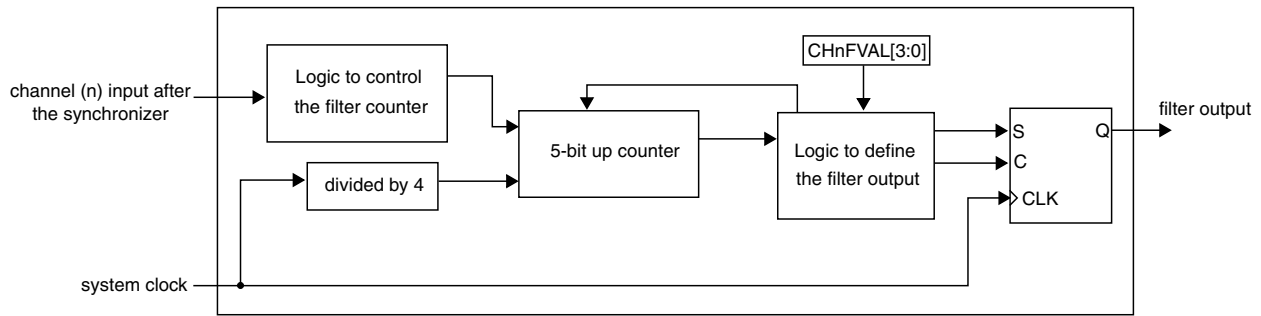 CHnFVAL[3:0]
Logic to control
the filter counter
channel (n) input after
the synchronizer
5-bit up counter
Logic to define
the filter output
S
Q
C
CLK
filter output
divided by 4
system clock